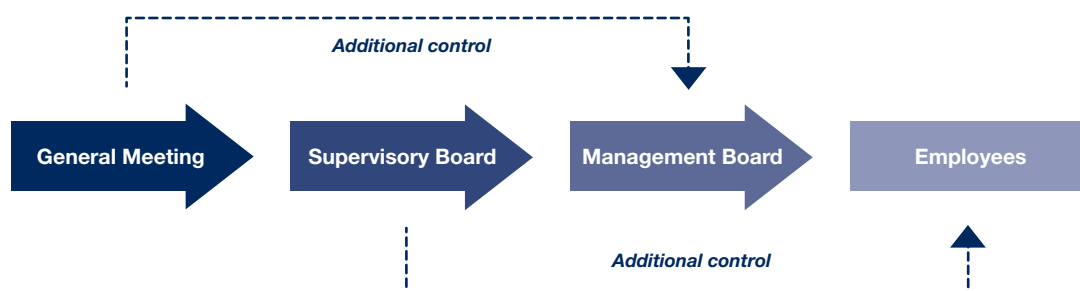 Additional control
General Meeting
Supervisory Board
Management Board
Employees
Additional control